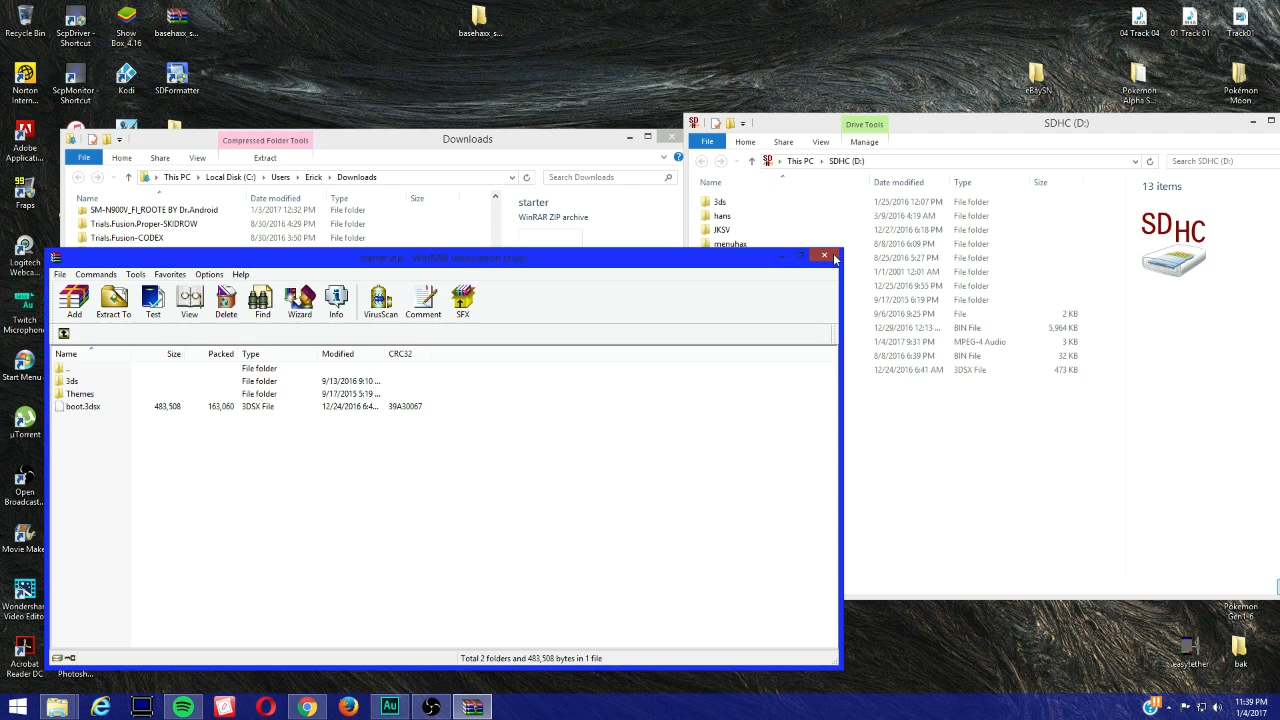 Recycle Bin
ScpDriver - Shortcut
Show Box_4.16
basehaxx_s...
basehaxx_s...
04 Track 04
01 Track 01
Track01
Norton Intern...
ScpMonitor - Shortcut
Kodi
SDFormatter
eBaySN
Pokemon Alpha S...
Pokémon Moon
Adobe Applicati...
Fraps
Logitech Webca...
Twitch Microphone
Start Menu
µTorrent
Open Broadcast...
Movie Make
Wondersha
Video Edito
Acrobat Reader DC
Photosh...
Compressed Folder Tools
Downloads
File
Home
Share
View
Extract
This PC
Local Disk (C:)
Users
Erick
Downloads
Search Downloads
Name
Date modified
Type
Size
SM-N900V_FI_ROOTE BY Dr.Android
1/3/2017 12:32 PM
File folder
Trials.Fusion.Proper-SKIDROW
8/30/2016 4:29 PM
File folder
Trials.Fusion-CODEX
8/30/2016 3:50 PM
File folder
starter
WinRAR ZIP archive
Drive Tools
SDHC (D:)
File
Home
Share
View
Manage
This PC
SDHC (D:)
Search SDHC (D:)
Name
Date modified
Type
Size
3ds
1/25/2016 12:07 PM
File folder
hans
3/9/2016 4:19 AM
File folder
JKSV
12/27/2016 6:18 PM
File folder
menuhax
8/8/2016 6:09 PM
File folder
8/25/2016 5:27 PM
File folder
1/1/2001 12:01 AM
File folder
12/26/2015 9:55 PM
File folder
9/17/2015 6:19 PM
File folder
9/6/2016 9:25 PM
File
2 KB
12/29/2016 12:13 ...
BIN File
5,964 KB
1/4/2017 9:31 PM
MPEG-4 Audio
3 KB
8/8/2016 6:39 PM
BIN File
32 KB
12/24/2016 6:41 AM
3DSX File
473 KB
13 items
SDHC
starter.zip - WinRAR (evaluation copy)
File
Commands
Tools
Favorites
Options
Help
Add
Extract To
Test
View
Delete
Find
Wizard
Info
VirusScan
Comment
SFX
Name
Size
Packed
Type
Modified
CRC32
..
File folder
3ds
File folder
9/13/2016 9:10 ...
Themes
File folder
9/17/2015 5:19 ...
boot.3dsx
483,508
163,060
3DSX File
12/24/2016 6:4...
39A30067
Total 2 folders and 483,508 bytes in 1 file
Pokemon Gen1-6
easytether
bak
11:39 PM
1/4/2017